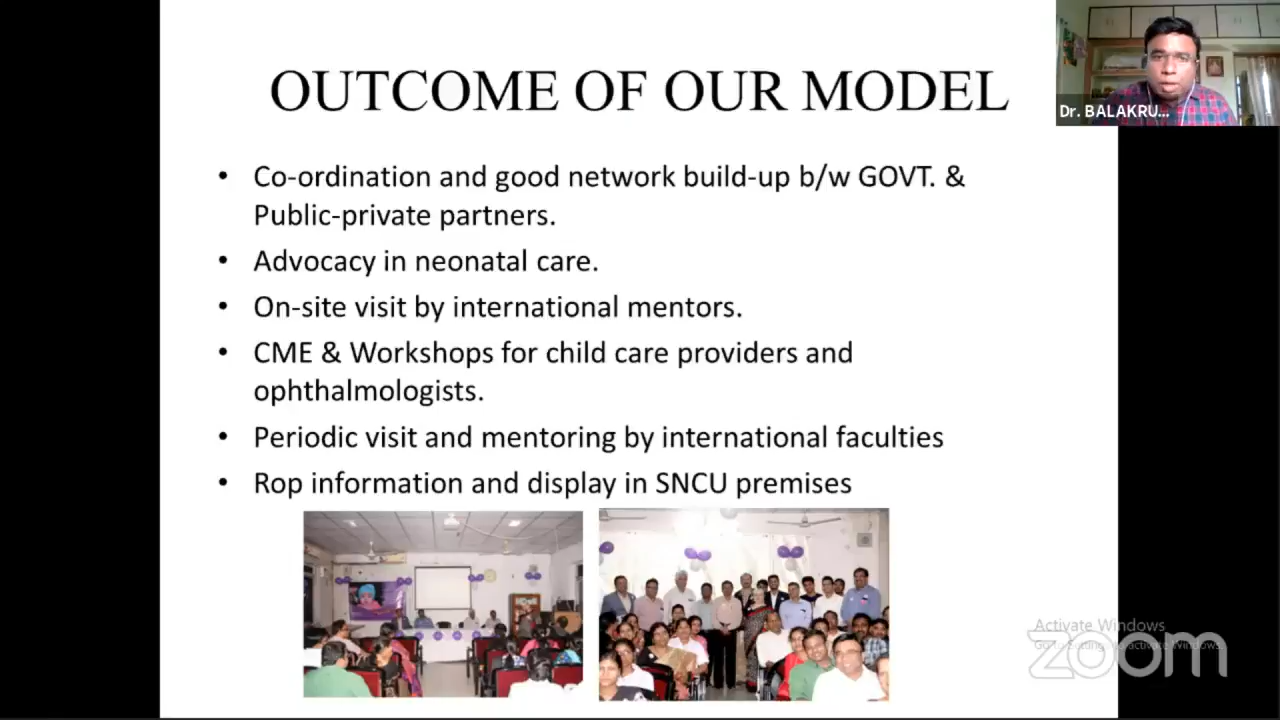 OUTCOME OF OUR MODEL
Dr. BALAKRU...
• Co-ordination and good network build-up b/w GOVT. &
Public-private partners.
• Advocacy in neonatal care.
• On-site visit by international mentors.
• CME & Workshops for child care providers and
ophthalmologists.
• Periodic visit and mentoring by international faculties
• Rop information and display in SNCU premises
Activate Windows
zoom